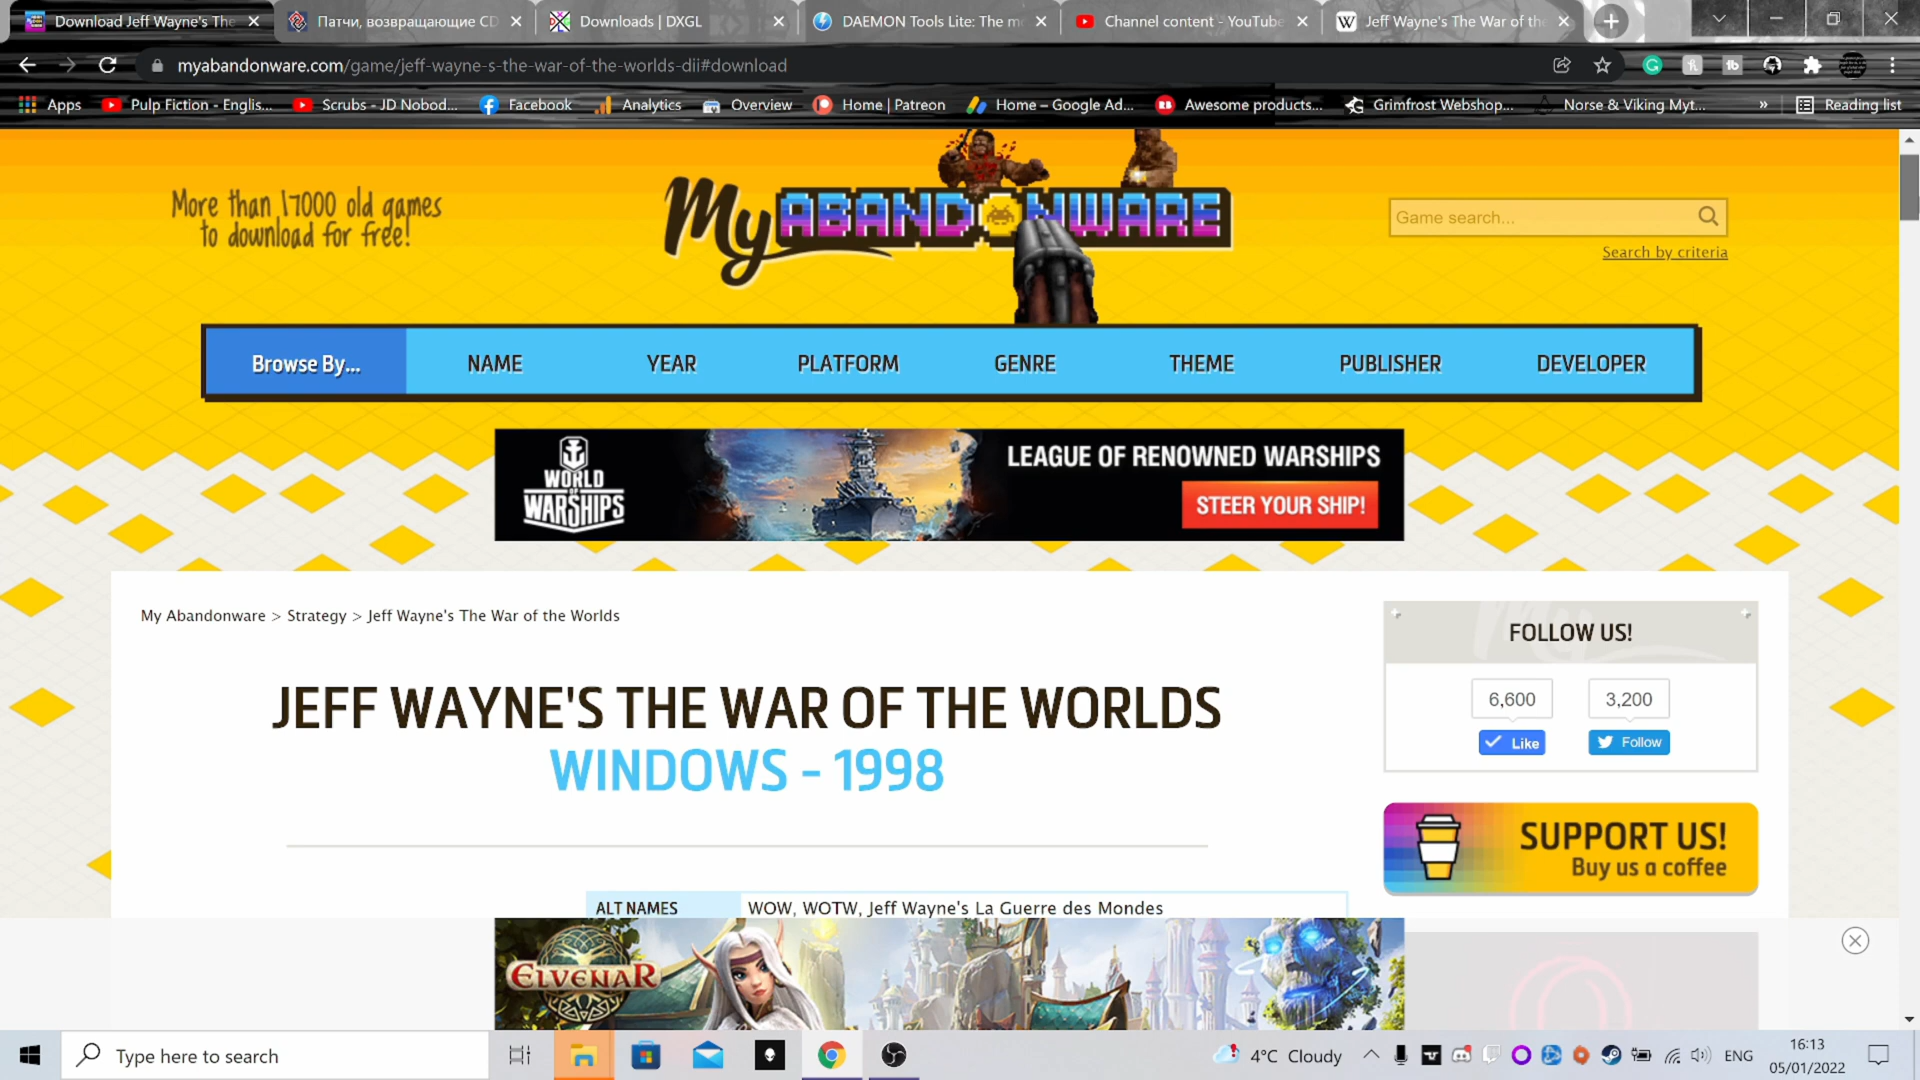 Download Jeff Wayne's The
Патчи, возвращающие CD
Downloads | DXGL
DAEMON Tools Lite: The m
Channel content - YouTube
Jeff Wayne's The War of the
myabandonware.com/game/jeff-wayne-s-the-war-of-the-worlds-dii#download
Apps
Pulp Fiction - Englis...
Scrubs - JD Nobod...
Facebook
Analytics
Overview
Home | Patreon
Home – Google Ad...
Awesome products...
Grimfrost Webshop...
Norse & Viking Myt...
»
Reading list
More than 17000 old games
to download for free!
My ABANDONWARE
Game search...
Search by criteria
Browse By...
NAME
YEAR
PLATFORM
GENRE
THEME
PUBLISHER
DEVELOPER
WORLD
OF
WARSHIPS
LEAGUE OF RENOWNED WARSHIPS
STEER YOUR SHIP!
My Abandonware > Strategy > Jeff Wayne's The War of the Worlds
FOLLOW US!
6,600
3,200
Like
Follow
JEFF WAYNE'S THE WAR OF THE WORLDS
WINDOWS - 1998
SUPPORT US!
Buy us a coffee
ALT NAMES
WOW, WOTW, Jeff Wayne's La Guerre des Mondes
ELVENAR
Type here to search
4°C Cloudy
ENG
16:13
05/01/2022